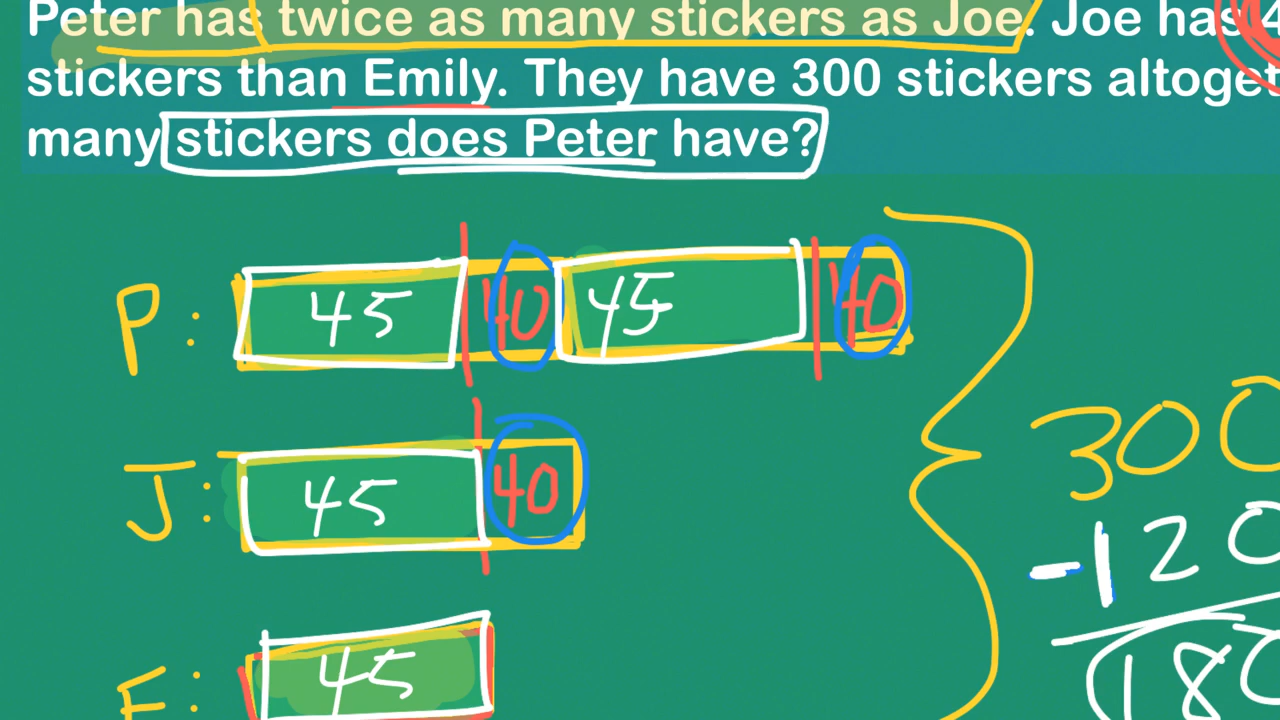 Peter has twice as many stickers as Joe. Joe has 4
stickers than Emily. They have 300 stickers altoget
many stickers does Peter have?
P: 45 40 45 40
J: 45 40
E: 45
300
-120
180